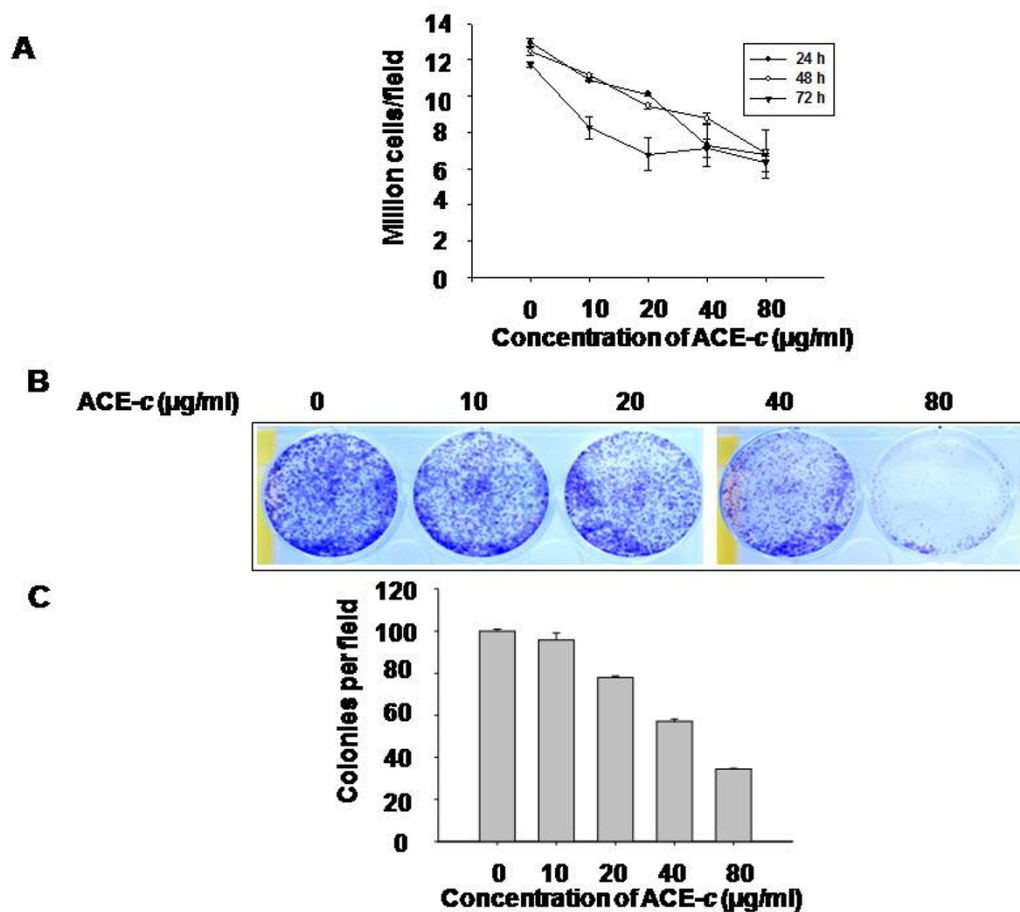 A
14
12
10
8
6
4
2
0
Million cells/field
24 h
48 h
72 h
0 10 20 40 80
Concentration of ACE-c (µg/ml)
B
ACE-c (µg/ml) 0 10 20 40 80
C
120
100
80
60
40
20
0
Colonies per field
0 10 20 40 80
Concentration of ACE-c (µg/ml)